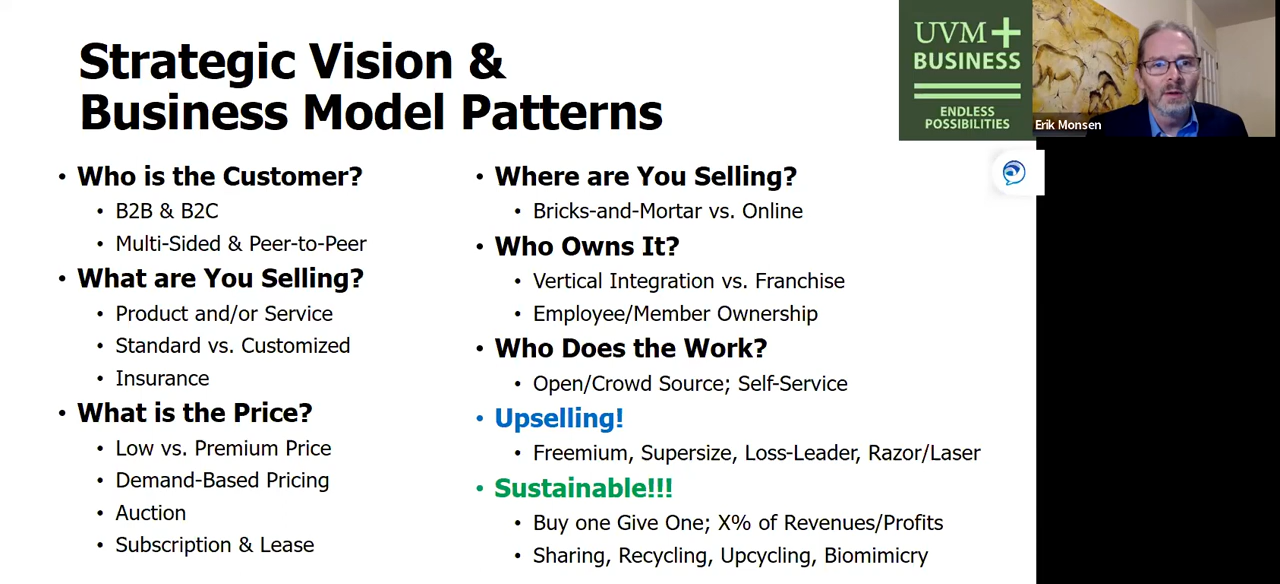 Strategic Vision &
Business Model Patterns
• Who is the Customer?
• B2B & B2C
• Multi-Sided & Peer-to-Peer
• What are You Selling?
• Product and/or Service
• Standard vs. Customized
• Insurance
• What is the Price?
• Low vs. Premium Price
• Demand-Based Pricing
• Auction
• Subscription & Lease
• Where are You Selling?
• Bricks-and-Mortar vs. Online
• Who Owns It?
• Vertical Integration vs. Franchise
• Employee/Member Ownership
• Who Does the Work?
• Open/Crowd Source; Self-Service
• Upselling!
• Freemium, Supersize, Loss-Leader, Razor/Laser
• Sustainable!!!
• Buy one Give One; X% of Revenues/Profits
• Sharing, Recycling, Upcycling, Biomimicry
UVM+
BUSINESS
ENDLESS
POSSIBILITIES
Erik Monsen